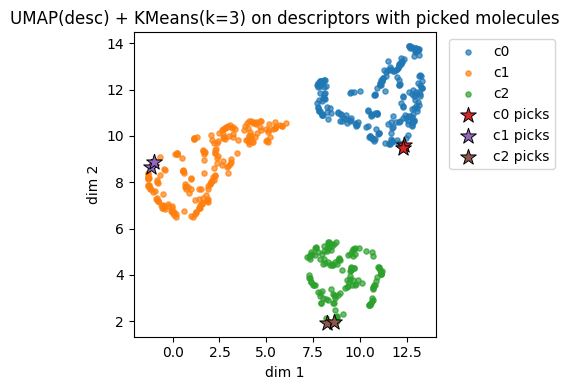 UMAP(desc) + KMeans(k=3) on descriptors with picked molecules
14
12
10
8
6
4
2
dim 2
0.0 2.5 5.0 7.5 10.0 12.5
dim 1
c0
c1
c2
c0 picks
c1 picks
c2 picks